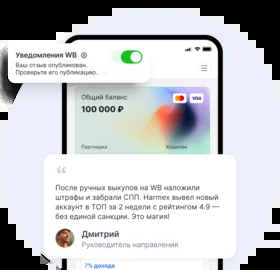 Уведомления WB
Ваш отзыв опубликован.
Проверьте его публикацию.
Общий баланс
VISA
100 000 ₽
Партнерка
Кошелек
“
После ручных выкупов на WB наложили
штрафы и забрали СПП. Harmex вывел новый
аккаунт в ТОП за 2 недели с рейтингом 4.9 —
без единой санкции. Это магия!
Дмитрий
Руководитель направления
7% дохода